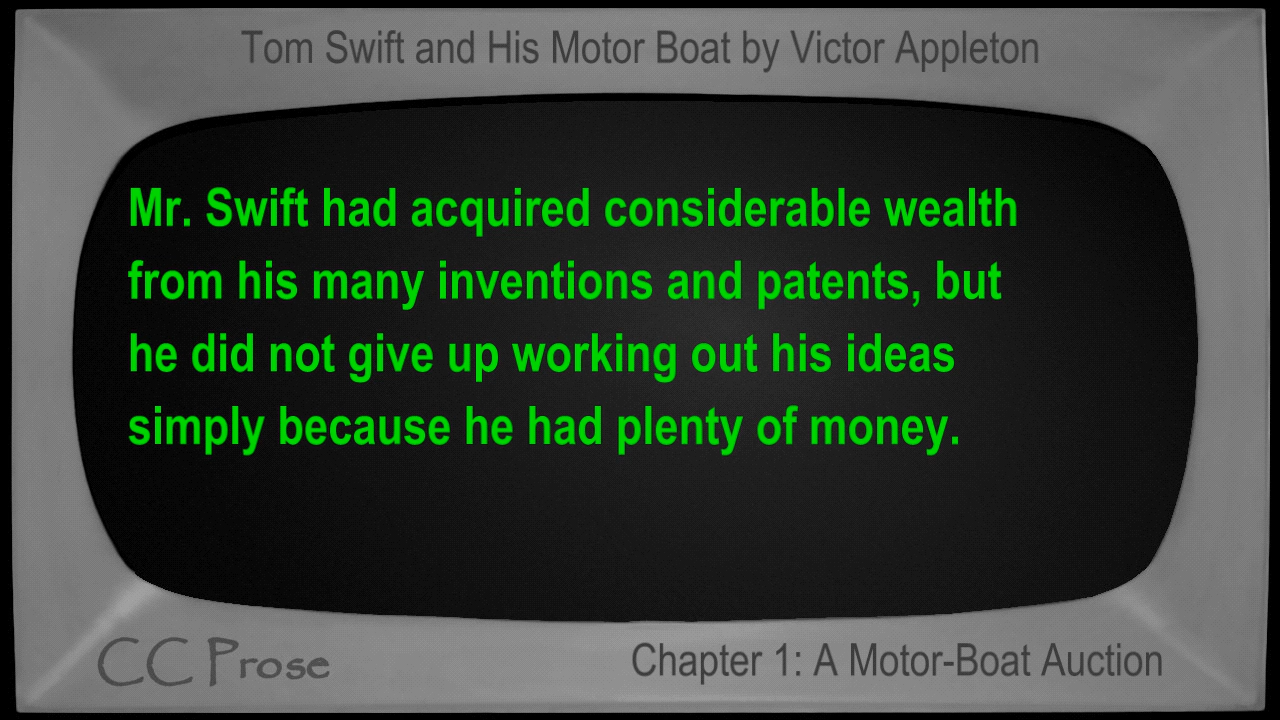 Tom Swift and His Motor Boat by Victor Appleton
Mr. Swift had acquired considerable wealth
from his many inventions and patents, but
he did not give up working out his ideas
simply because he had plenty of money.
CC Prose
Chapter 1: A Motor-Boat Auction